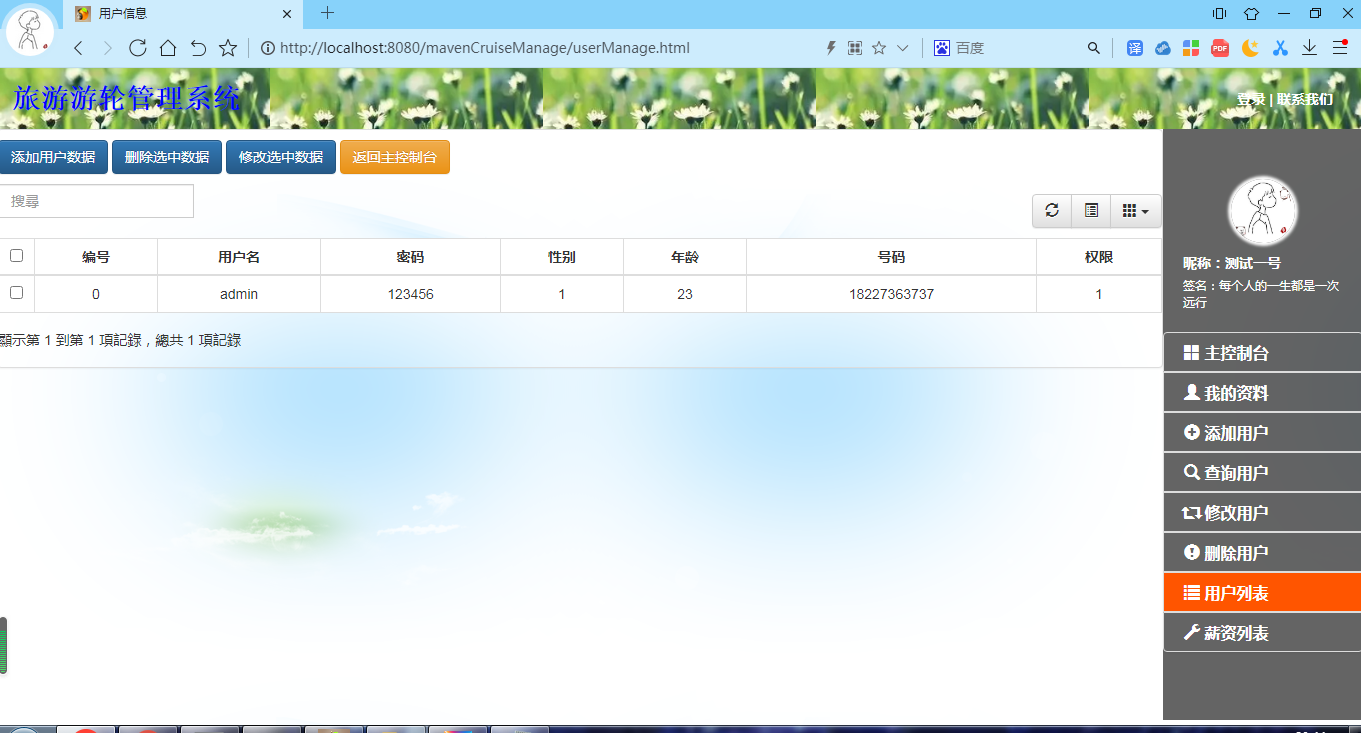 用户信息
http://localhost:8080/mavenCruiseManage/userManage.html
百度
译
PDF
旅游游轮管理系统
登录 | 联系我们
添加用户数据 删除选中数据 修改选中数据 返回主控制台
搜尋
编号 用户名 密码 性别 年龄 号码 权限
0 admin 123456 1 23 18227363737 1
顯示第 1 到第 1 項記錄，總共 1 項記錄
昵称：测试一号
签名：每个人的一生都是一次
远行
主控制台
我的资料
添加用户
查询用户
修改用户
删除用户
用户列表
薪资列表